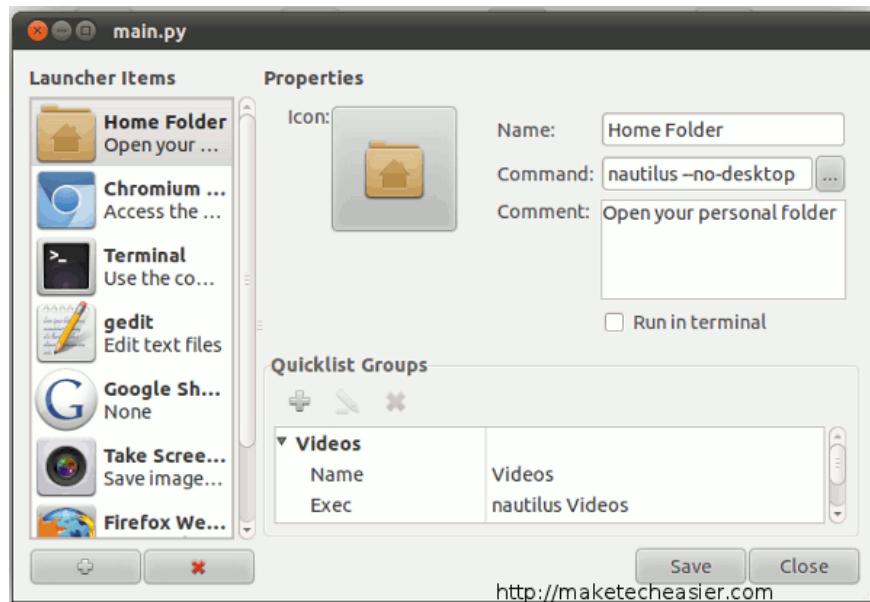 main.py
Launcher Items
Home Folder
Open your ...
Chromium ...
Access the ...
Terminal
Use the co...
gedit
Edit text files
Google Sh...
None
Take Scree...
Save image...
Firefox We...
Properties
Icon:
Name: Home Folder
Command: nautilus --no-desktop ...
Comment: Open your personal folder
Run in terminal
Quicklist Groups
Videos
Name Videos
Exec nautilus Videos
Save Close
http://maketecheasier.com